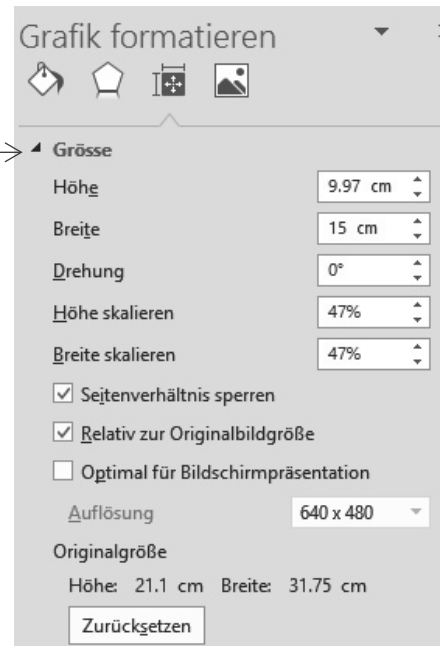 Grafik formatieren
Grösse
Höhe 9.97 cm
Breite 15 cm
Drehung 0°
Höhe skalieren 47%
Breite skalieren 47%
Seitenverhältnis sperren
Relativ zur Originalbildgröße
Optimal für Bildschirmpräsentation
Auflösung 640 x 480
Originalgröße
Höhe: 21.1 cm Breite: 31.75 cm
Zurücksetzen